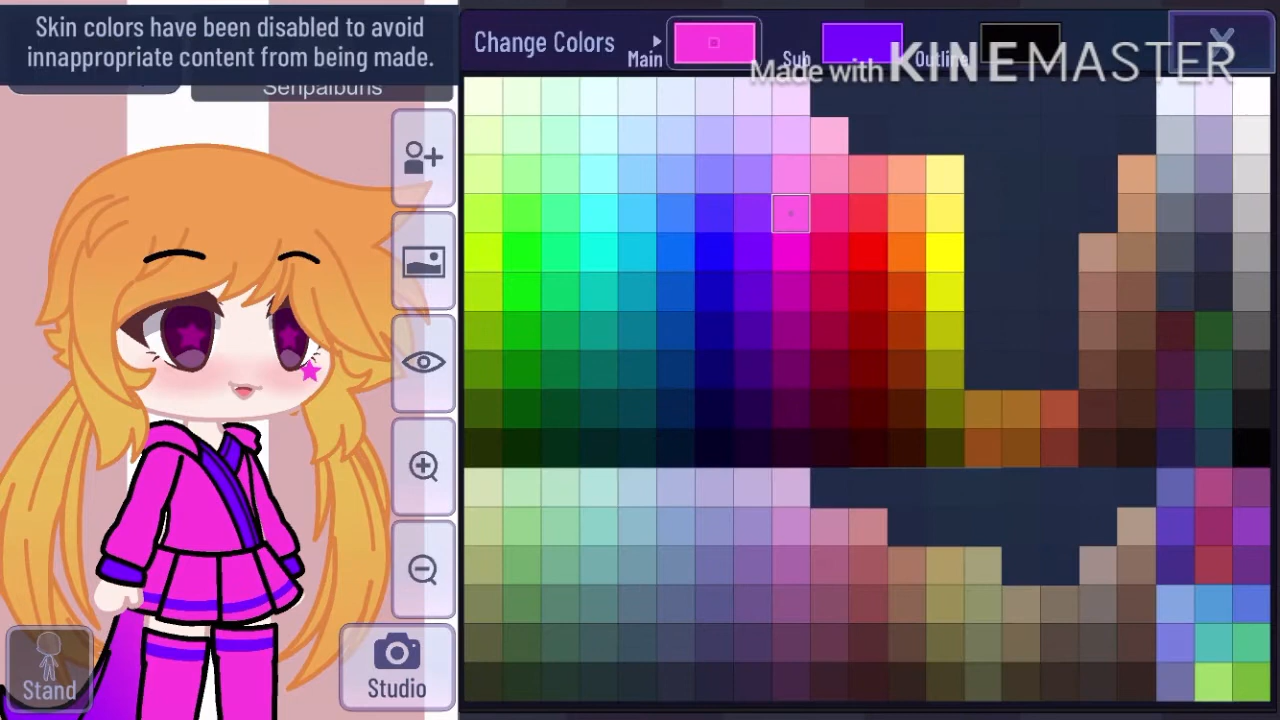 Skin colors have been disabled to avoid
innappropriate content from being made.
Senpaibuns
Change Colors
Main
Sub
Outline
X
Made with KINEMASTER
Stand
Studio